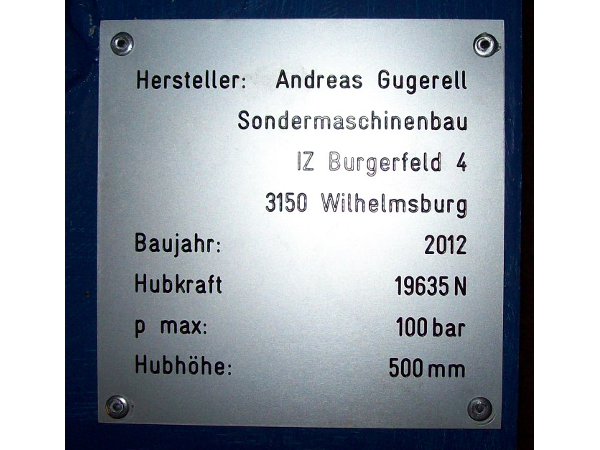 Hersteller: Andreas Gugerell
Sondermaschinenbau
IZ Burgerfeld 4
3150 Wilhelmsburg
Baujahr: 2012
Hubkraft 19635 N
p max: 100 bar
Hubhöhe: 500 mm